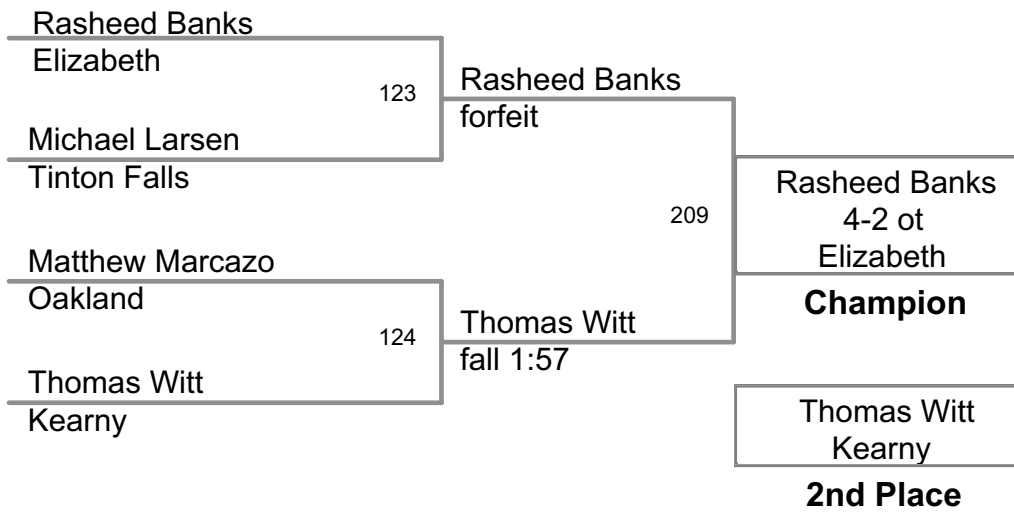 Rasheed Banks
Elizabeth
123
Michael Larsen
Tinton Falls
Rasheed Banks
forfeit
Matthew Marcazo
Oakland
124
Thomas Witt
Kearny
Thomas Witt
fall 1:57
209
Rasheed Banks
4-2 ot
Elizabeth
Champion
Thomas Witt
Kearny
2nd Place